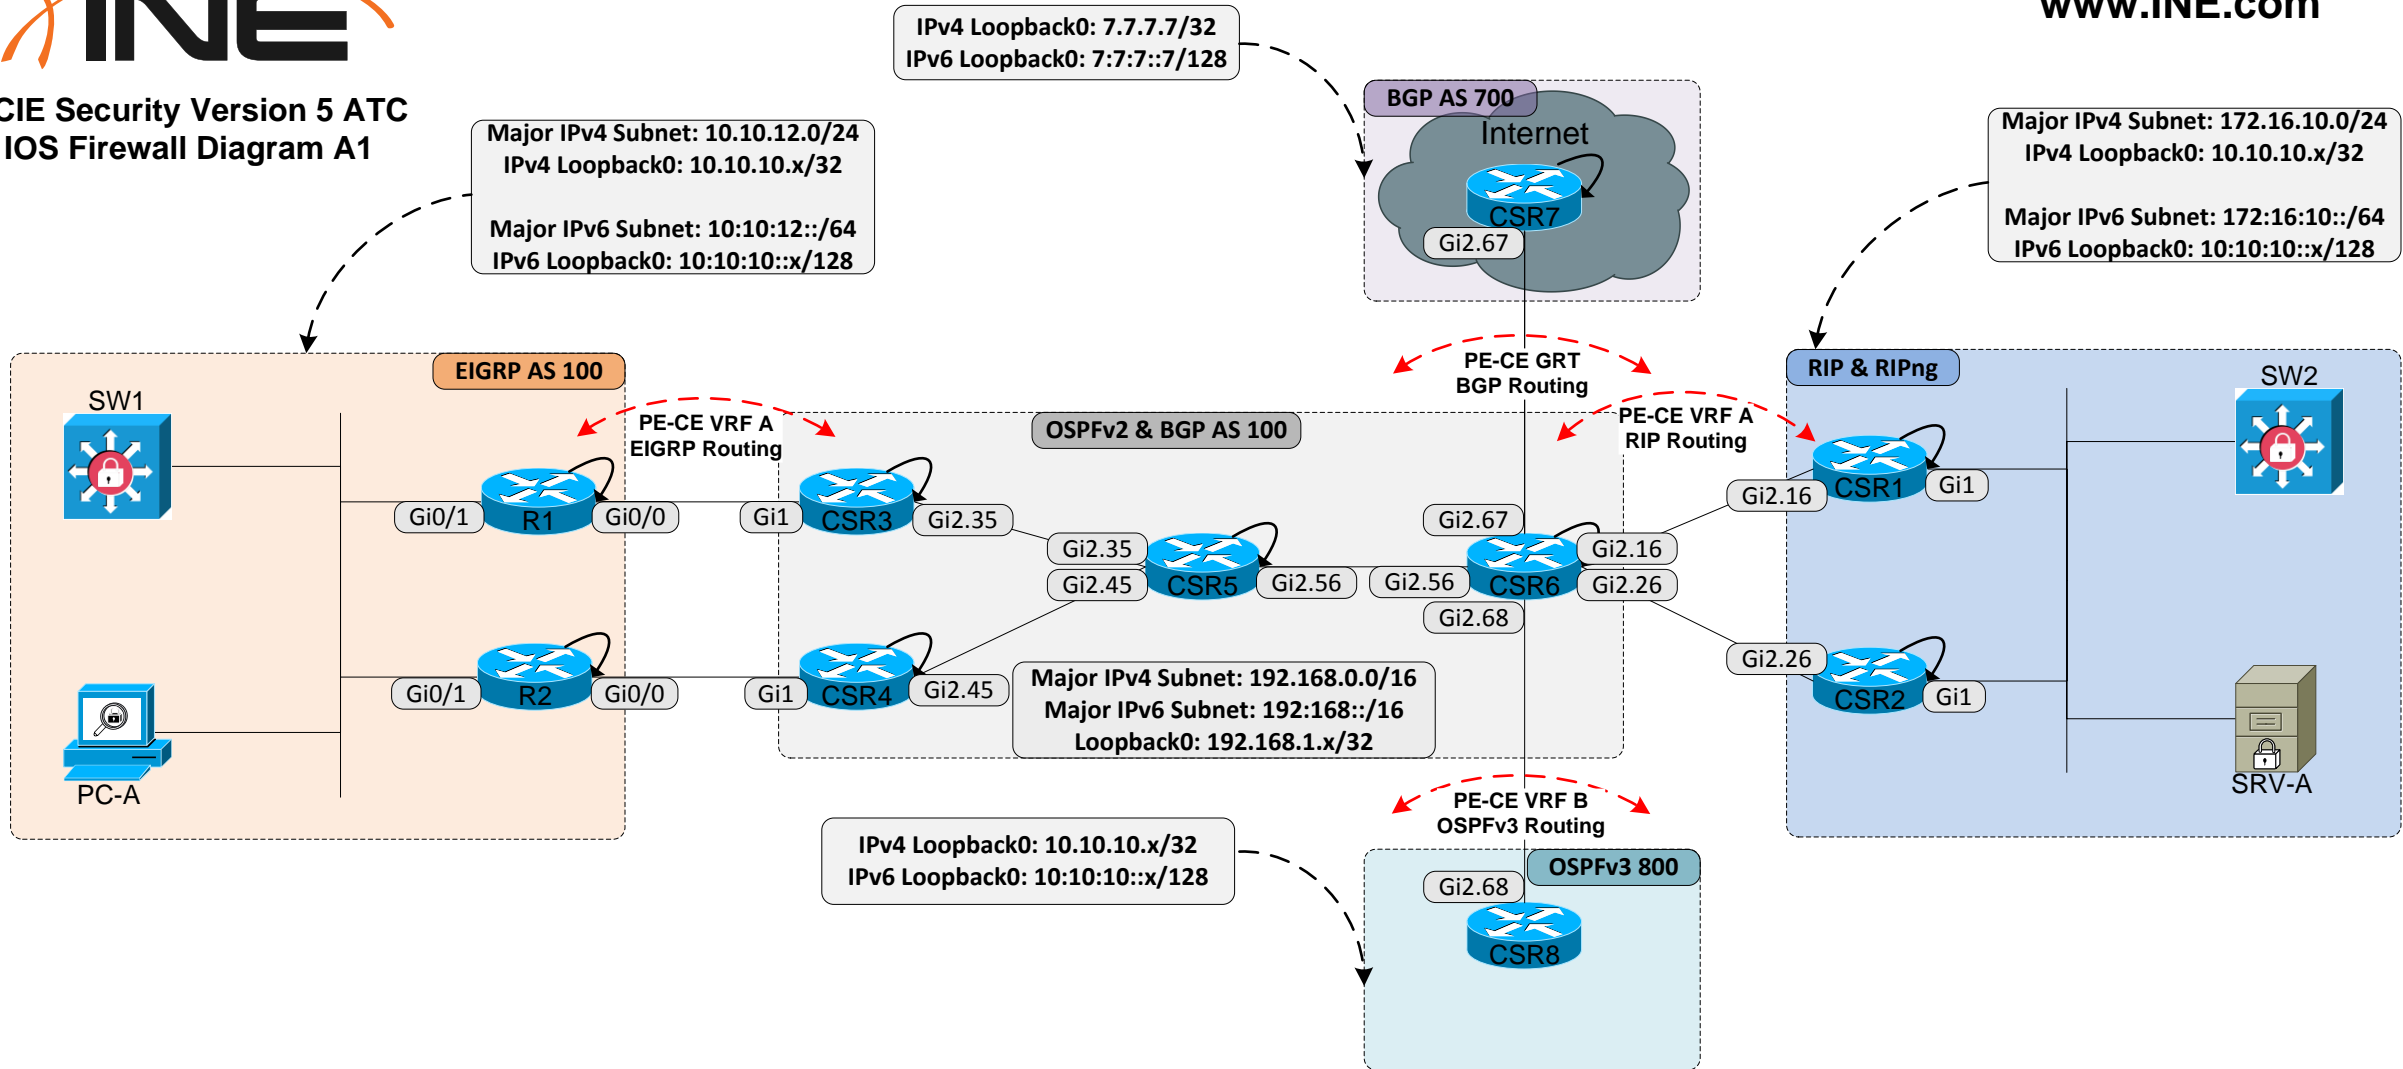 INE
www.INE.com
CIE Security Version 5 ATC
IOS Firewall Diagram A1
IPv4 Loopback0: 7.7.7.7/32
IPv6 Loopback0: 7:7:7::7/128
BGP AS 700
Internet
CSR7
Gi2.67
Major IPv4 Subnet: 10.10.12.0/24
IPv4 Loopback0: 10.10.10.x/32
Major IPv6 Subnet: 10:10:12::/64
IPv6 Loopback0: 10:10:10::x/128
Major IPv4 Subnet: 172.16.10.0/24
IPv4 Loopback0: 10.10.10.x/32
Major IPv6 Subnet: 172:16:10::/64
IPv6 Loopback0: 10:10:10::x/128
EIGRP AS 100
SW1
Gi0/1
R1
Gi0/0
Gi0/1
R2
Gi0/0
PC-A
PE-CE VRF A
EIGRP Routing
OSPFv2 & BGP AS 100
PE-CE GRT
BGP Routing
PE-CE VRF A
RIP Routing
Gi1
CSR3
Gi2.35
Gi2.35
Gi2.45
CSR5
Gi2.56
Gi2.56
Gi2.67
CSR6
Gi2.16
Gi2.26
Gi2.68
Gi1
CSR4
Gi2.45
Major IPv4 Subnet: 192.168.0.0/16
Major IPv6 Subnet: 192:168::/16
Loopback0: 192.168.1.x/32
RIP & RIPng
SW2
Gi2.16
CSR1
Gi1
Gi2.26
CSR2
Gi1
SRV-A
PE-CE VRF B
OSPFv3 Routing
IPv4 Loopback0: 10.10.10.x/32
IPv6 Loopback0: 10:10:10::x/128
OSPFv3 800
Gi2.68
CSR8